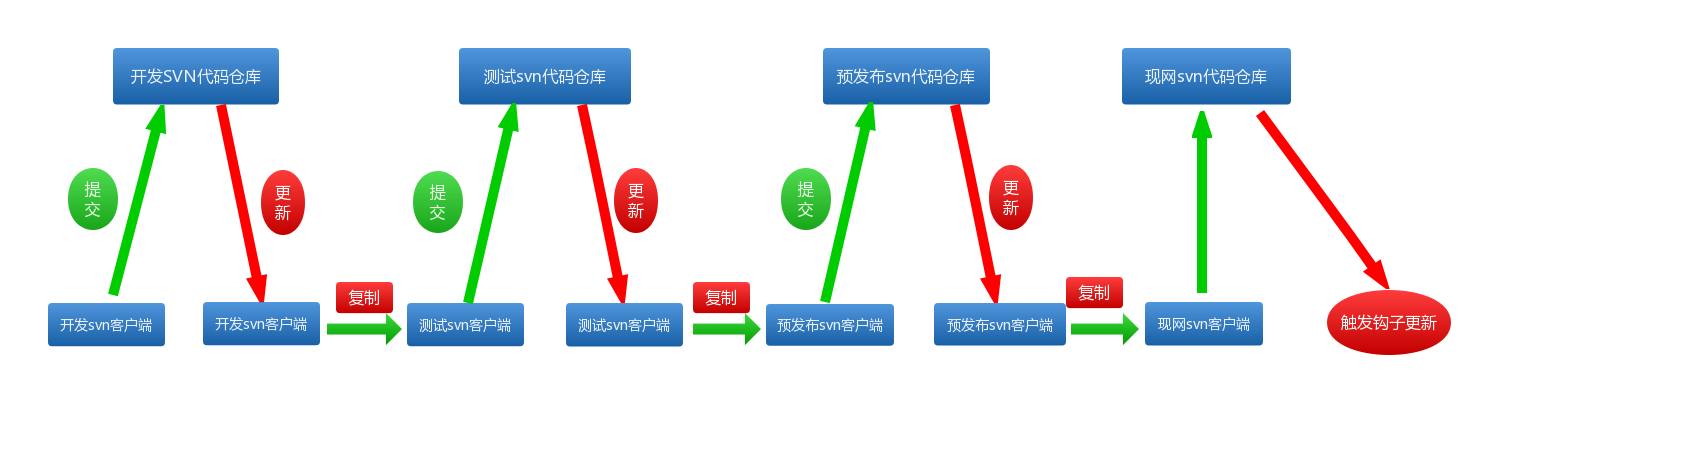 开发SVN代码仓库
测试svn代码仓库
预发布svn代码仓库
现网svn代码仓库
提
交
更
新
提
交
更
新
提
交
更
新
复制
复制
复制
开发svn客户端
开发svn客户端
测试svn客户端
测试svn客户端
预发布svn客户端
预发布svn客户端
现网svn客户端
触发钩子更新